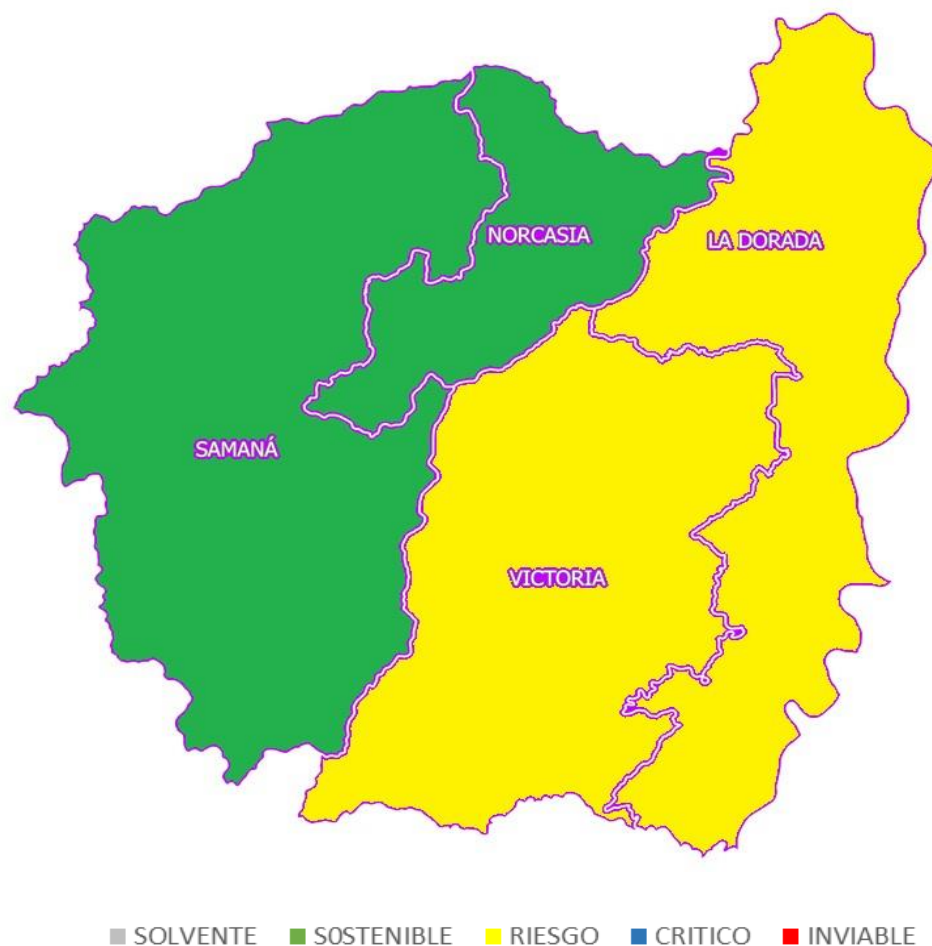 NORCASIA
LA DORADA
SAMANÁ
VICTORIA
SOLVENTE SOSTENIBLE RIESGO CRITICO INVIABLE